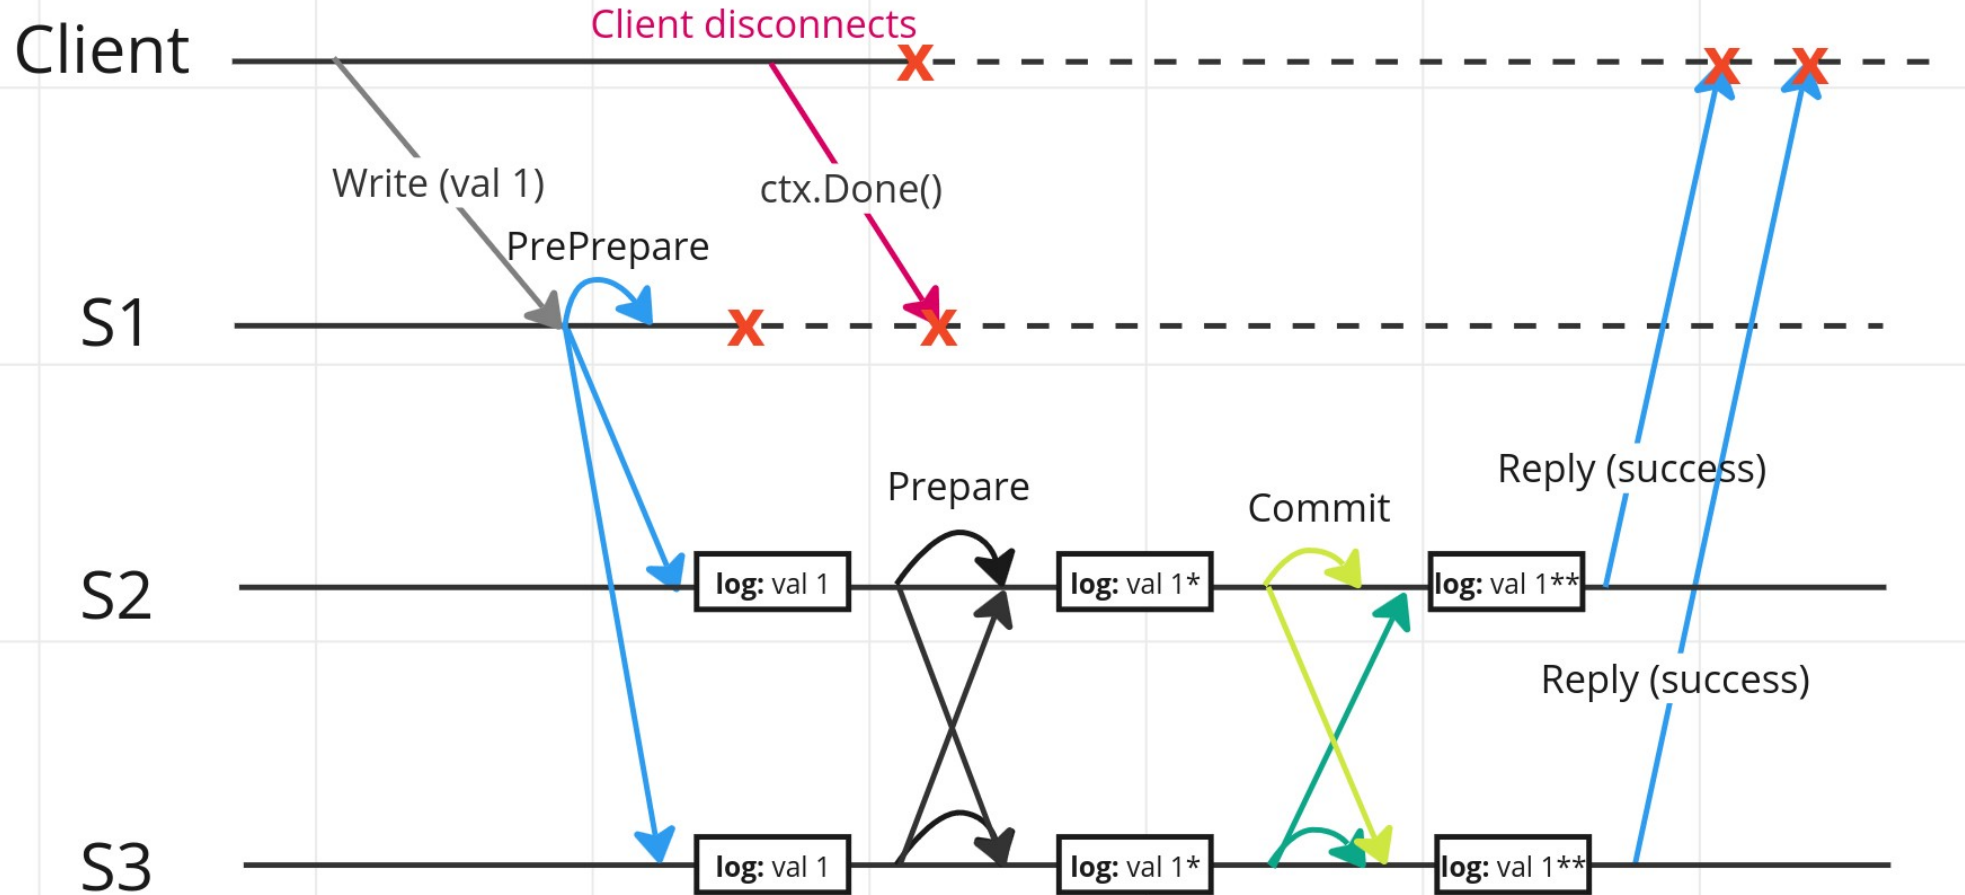 Client disconnects
Client
X
X
X
Write (val 1)
ctx.Done()
PrePrepare
S1
X
X
Reply (success)
Prepare
Commit
S2
log: val 1
log: val 1*
log: val 1**
Reply (success)
S3
log: val 1
log: val 1*
log: val 1**